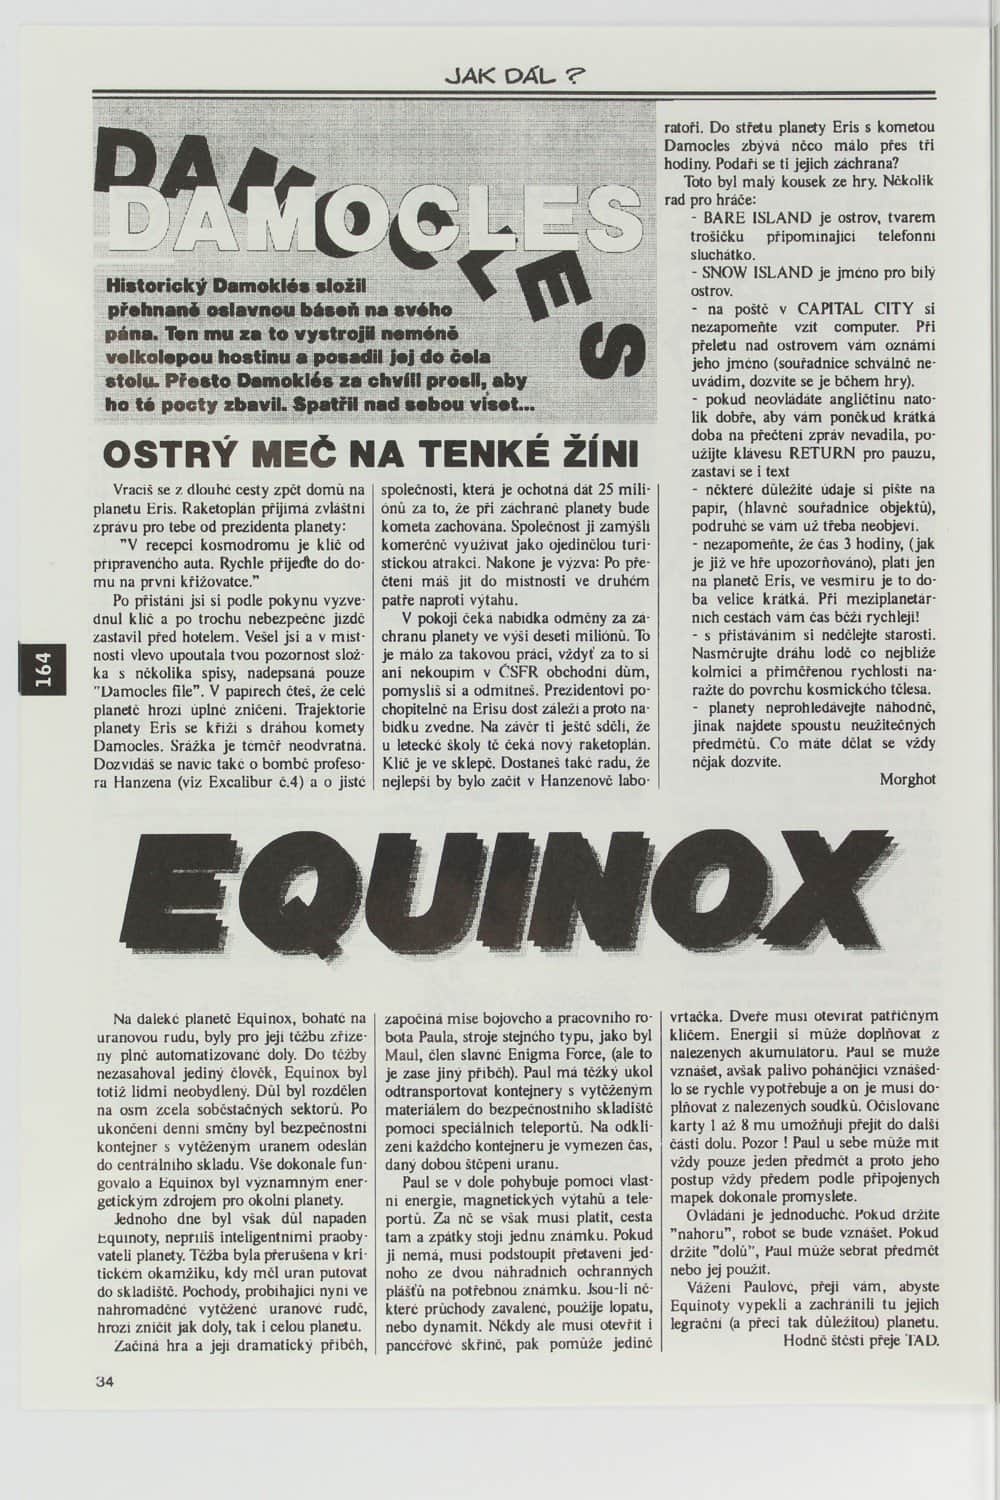 JAK DÁL ?
DAMOCLES
DAMOCLES
Historický Damoklés složil
přehnaně oslavnou báseň na svého
pána. Ten mu za to vystrojil neméně
velkolepou hostinu a posadil jej do čela
stolu. Přesto Damoklés za chvíli prosil, aby
ho té pocty zbavil. Spatřil nad sebou viset...
OSTRÝ MEČ NA TENKÉ ŽÍNI
Vracíš se z dlouhé cesty zpět domů na
planetu Eris. Raketoplán přijímá zvláštní
zprávu pro tebe od prezidenta planety:
"V recepci kosmodromu je klíč od
připraveného auta. Rychle přijeďte do do-
mu na první křižovatce."
Po přistání jsi si podle pokynu vyzve-
dnul klíč a po trochu nebezpečné jízdě
zastavil před hotelem. Vešel jsi a v míst-
nosti vlevo upoutala tvou pozornost slož-
ka s několika spisy, nadepsaná pouze
"Damocles file". V papírech čteš, že celé
planetě hrozí úplné zničení. Trajektorie
planety Eris se kříží s dráhou komety
Damocles. Srážka je téměř neodvratná.
Dozvídáš se navíc také o bombě profeso-
ra Hanzena (viz Excalibur č.4) a o jisté
společnosti, která je ochotná dát 25 mili-
ónů za to, že při záchraně planety bude
kometa zachována. Společnost ji zamýšlí
komerčně využívat jako ojedinělou turi-
stickou atrakci. Nakone je výzva: Po pře-
čtení máš jít do místnosti ve druhém
patře naproti výtahu.
V pokoji čeká nabídka odměny za zá-
chranu planety ve výši deseti miliónů. To
je málo za takovou práci, vždyť za to si
ani nekoupím v ČSFR obchodní dům,
pomyslíš si a odmítneš. Prezidentovi po-
chopitelně na Erisu dost záleží a proto na-
bídku zvedne. Na závěr ti ještě sdělí, že
u letecké školy tě čeká nový raketoplán.
Klíč je ve sklepě. Dostaneš také radu, že
nejlepší by bylo začít v Hanzenově labo-
ratoři. Do střetu planety Eris s kometou
Damocles zbývá něco málo přes tři
hodiny. Podaří se ti jejich záchrana?
Toto byl malý kousek ze hry. Několik
rad pro hráče:
- BARE ISLAND je ostrov, tvarem
trošičku připomínající telefonní
sluchátko.
- SNOW ISLAND je jméno pro bílý
ostrov.
- na poště v CAPITAL CITY si
nezapomeňte vzít computer. Při
přeletu nad ostrovem vám oznámí
jeho jméno (souřadnice schválně ne-
uvádím, dozvíte se je během hry).
- pokud neovládáte angličtinu nato-
lik dobře, aby vám poněkud krátká
doba na přečtení zpráv nevadila, po-
užijte klávesu RETURN pro pauzu,
zastaví se i text
- některé důležité údaje si pište na
papír, (hlavně souřadnice objektů),
podruhé se vám už třeba neobjeví.
- nezapomeňte, že čas 3 hodiny, (jak
je již ve hře upozorňováno), platí jen
na planetě Eris, ve vesmíru je to do-
ba velice krátká. Při meziplanetár-
ních cestách vám čas běží rychleji!
- s přistáváním si nedělejte starosti.
Nasměrujte dráhu lodě co nejblíže
kolmici a přiměřenou rychlostí na-
ražte do povrchu kosmického tělesa.
- planety neprohledávejte náhodně,
jinak najdete spoustu neužitečných
předmětů. Co máte dělat se vždy
nějak dozvíte.
Morghot
164
EQUINOX
Na daleké planetě Equinox, bohaté na
uranovou rudu, byly pro její těžbu zříze-
ny plně automatizované doly. Do těžby
nezasahoval jediný člověk, Equinox byl
totiž lidmi neobydlený. Důl byl rozdělen
na osm zcela soběstačných sektorů. Po
ukončení denní směny byl bezpečnostní
kontejner s vytěženým uranem odeslán
do centrálního skladu. Vše dokonale fun-
govalo a Equinox byl významným ener-
getickým zdrojem pro okolní planety.
Jednoho dne byl však důl napaden
Equinoty, nepříliš inteligentními praoby-
vateli planety. Těžba byla přerušena v kri-
tickém okamžiku, kdy měl uran putovat
do skladiště. Pochody, probíhající nyní ve
nahromaděné vytěžené uranové rudě,
hrozí zničit jak doly, tak i celou planetu.
Začíná hra a její dramatický příběh,
započíná mise bojového a pracovního ro-
bota Paula, stroje stejného typu, jako byl
Maul, člen slavné Enigma Force, (ale to
je zase jiný příběh). Paul má těžký úkol
odtransportovat kontejnery s vytěženým
materiálem do bezpečnostního skladiště
pomocí speciálních teleportů. Na odkli-
zení každého kontejneru je vymezen čas,
daný dobou štěpení uranu.
Paul se v dole pohybuje pomocí vlast-
ní energie, magnetických výtahů a tele-
portů. Za ně se však musí platit, cesta
tam a zpátky stojí jednu známku. Pokud
ji nemá, musí podstoupit přetavení jed-
noho ze dvou náhradních ochranných
plášťů na potřebnou známku. Jsou-li ně-
které průchody zavalené, použije lopatu,
nebo dynamit. Někdy ale musí otevřít i
pancéřové skříně, pak pomůže jedině
vrtačka. Dveře musí otevírat patřičným
klíčem. Energii si může doplňovat z
nalezených akumulátorů. Paul se může
vznášet, avšak palivo pohánějící vznášed-
lo se rychle vypotřebuje a on je musí do-
plňovat z nalezených soudků. Očíslované
karty 1 až 8 mu umožňují přejít do další
části dolu. Pozor ! Paul u sebe může mít
vždy pouze jeden předmět a proto jeho
postup vždy předem podle připojených
mapek dokonale promyslete.
Ovládání je jednoduché. Pokud držíte
"nahoru", robot se bude vznášet. Pokud
držíte "dolů", Paul může sebrat předmět
nebo jej použít.
Vážení Paulové, přeji vám, abyste
Equinoty vypekli a zachránili tu jejich
legrační (a přeci tak důležitou) planetu.
Hodně štěstí přeje TAD.
34